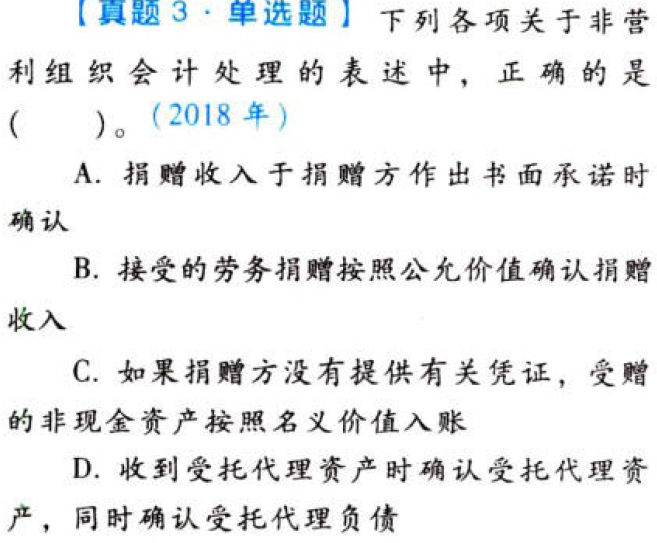 【真题3·单选题】 下列各项关于非营
利组织会计处理的表述中，正确的是
(    )。(2018年)
A. 捐赠收入于捐赠方作出书面承诺时
确认
B. 接受的劳务捐赠按照公允价值确认捐赠
收入
C. 如果捐赠方没有提供有关凭证，受赠
的非现金资产按照名义价值入账
D. 收到受托代理资产时确认受托代理资
产，同时确认受托代理负债